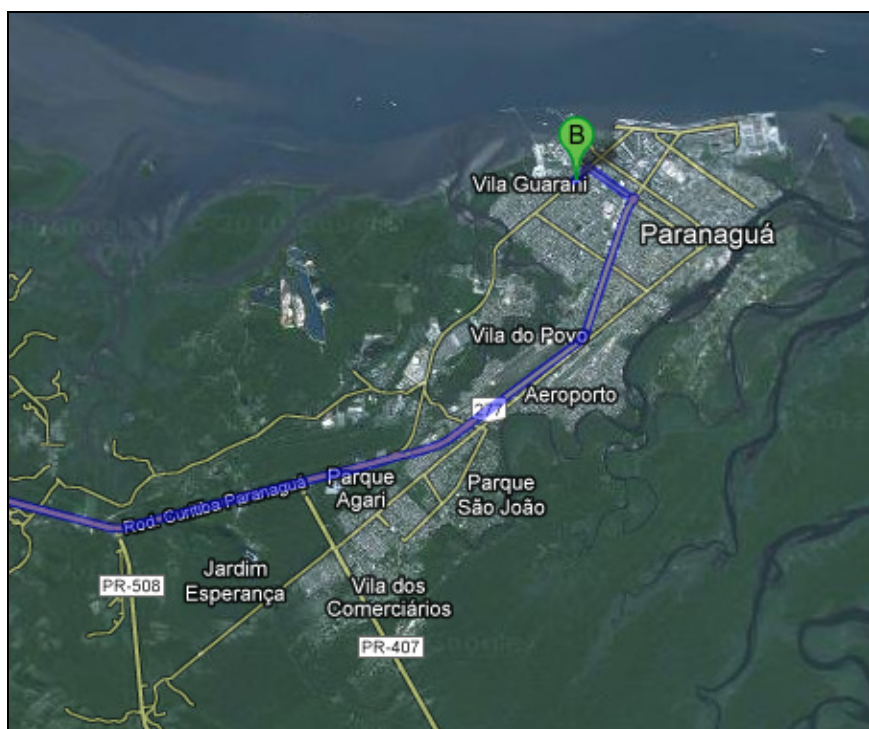 B
Vila Guarani
Paranaguá
Vila do Povo
Aeroporto
277
Parque
Agari
Parque
São João
Rod. Curitiba Paranaguá
PR-508
Jardim
Esperança
Vila dos
Comerciários
PR-407